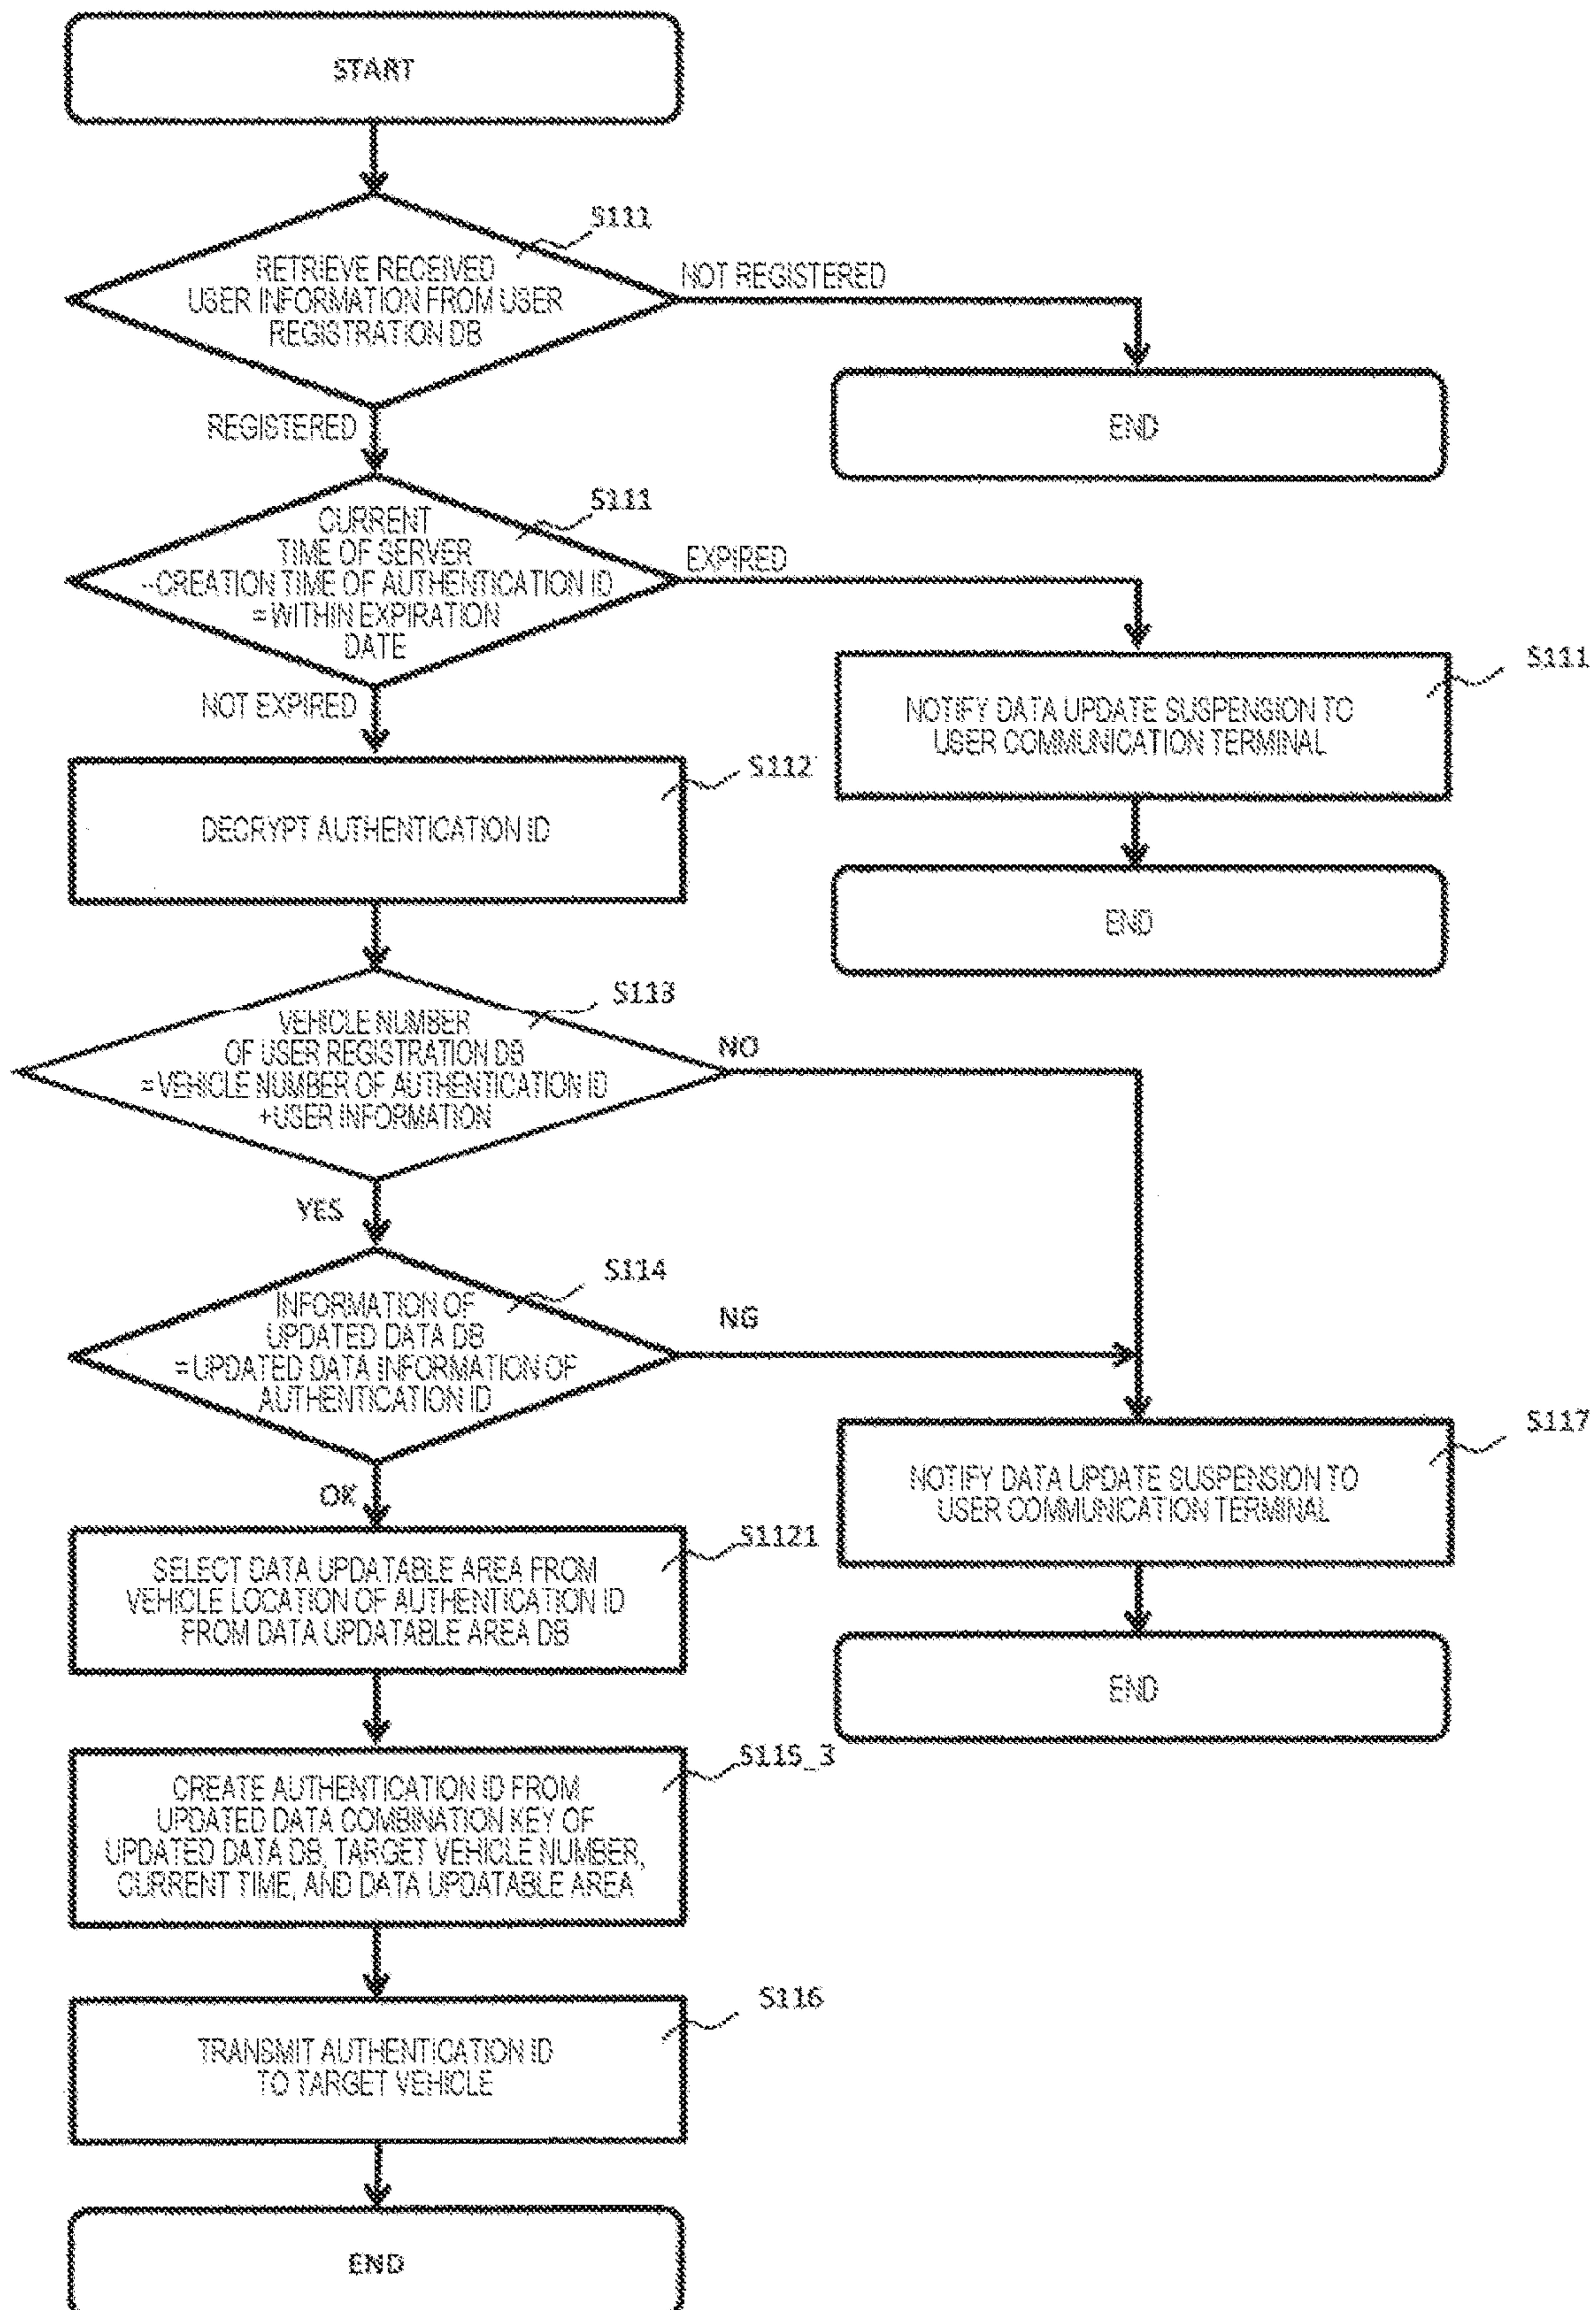 START
S111
RETRIEVE RECEIVED
USER INFORMATION FROM USER
REGISTRATION DB
NOT REGISTERED
END
REGISTERED
S111
CURRENT
TIME OF SERVER
-CREATION TIME OF AUTHENTICATION ID
=WITHIN EXPIRATION
DATE
EXPIRED
S111
NOTIFY DATA UPDATE SUSPENSION TO
USER COMMUNICATION TERMINAL
END
NOT EXPIRED
S112
DECRYPT AUTHENTICATION ID
S113
VEHICLE NUMBER
OF USER REGISTRATION DB
=VEHICLE NUMBER OF AUTHENTICATION ID
+USER INFORMATION
NO
YES
S114
INFORMATION OF
UPDATED DATA DB
=UPDATED DATA INFORMATION OF
AUTHENTICATION ID
NG
S117
NOTIFY DATA UPDATE SUSPENSION TO
USER COMMUNICATION TERMINAL
END
OK
S1121
SELECT DATA UPDATABLE AREA FROM
VEHICLE LOCATION OF AUTHENTICATION ID
FROM DATA UPDATABLE AREA DB
S115_3
CREATE AUTHENTICATION ID FROM
UPDATED DATA COMBINATION KEY OF
UPDATED DATA DB, TARGET VEHICLE NUMBER,
CURRENT TIME, AND DATA UPDATABLE AREA
S116
TRANSMIT AUTHENTICATION ID
TO TARGET VEHICLE
END